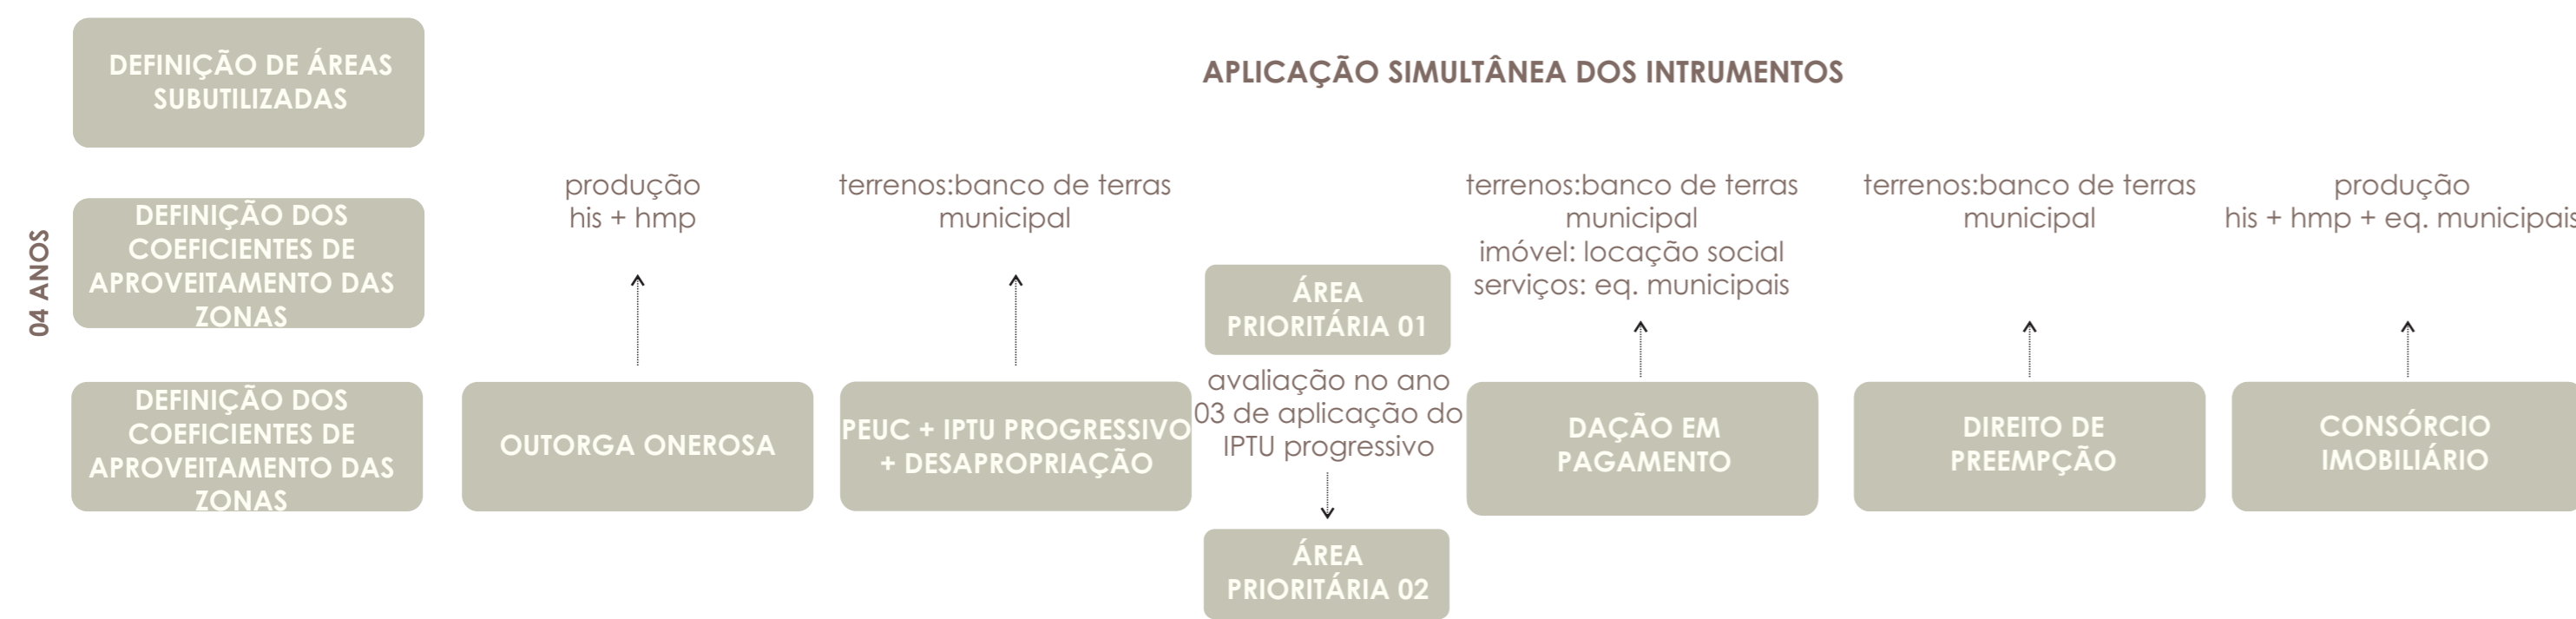 DEFINIÇÃO DE ÁREAS
SUBUTILIZADAS
APLICAÇÃO SIMULTÂNEA DOS INTRUMENTOS
04 ANOS
DEFINIÇÃO DOS
COEFICIENTES DE
APROVEITAMENTO DAS
ZONAS
DEFINIÇÃO DOS
COEFICIENTES DE
APROVEITAMENTO DAS
ZONAS
produção
his + hmp
OUTORGA ONEROSA
terrenos:banco de terras
municipal
PEUC + IPTU PROGRESSIVO
+ DESAPROPRIAÇÃO
ÁREA
PRIORITÁRIA 01
avaliação no ano
03 de aplicação do
IPTU progressivo
ÁREA
PRIORITÁRIA 02
terrenos:banco de terras
municipal
imóvel: locação social
serviços: eq. municipais
DAÇÃO EM
PAGAMENTO
terrenos:banco de terras
municipal
DIREITO DE
PREEMPÇÃO
produção
his + hmp + eq. municipais
CONSÓRCIO
IMOBILIÁRIO